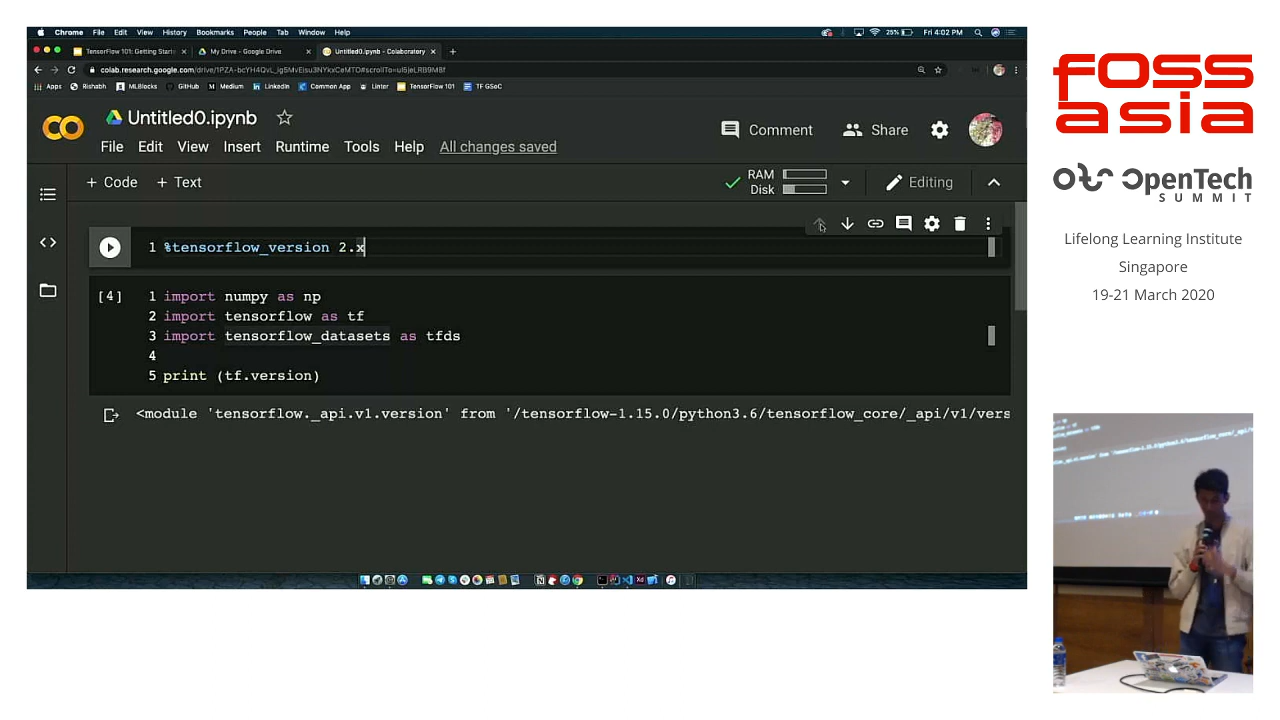 Chrome File Edit View History Bookmarks People Tab Window Help
25% Fri 4:02 PM
TensorFlow 101: Getting Starte
My Drive - Google Drive
Untitled0.ipynb - Colaboratory
Apps Rishabh MLBlocks GitHub Medium LinkedIn Common App Linter TensorFlow 101 TF GSoC
Untitled0.ipynb
Comment
Share
File Edit View Insert Runtime Tools Help All changes saved
+ Code + Text
RAM
Disk
Editing
1 %tensorflow_version 2.x
[4]
1 import numpy as np
2 import tensorflow as tf
3 import tensorflow_datasets as tfds
4
5 print (tf.version)
<module 'tensorflow._api.v1.version' from '/tensorflow-1.15.0/python3.6/tensorflow_core/_api/v1/vers
FOSS
asia
OpenTech
SUMMIT
Lifelong Learning Institute
Singapore
19-21 March 2020